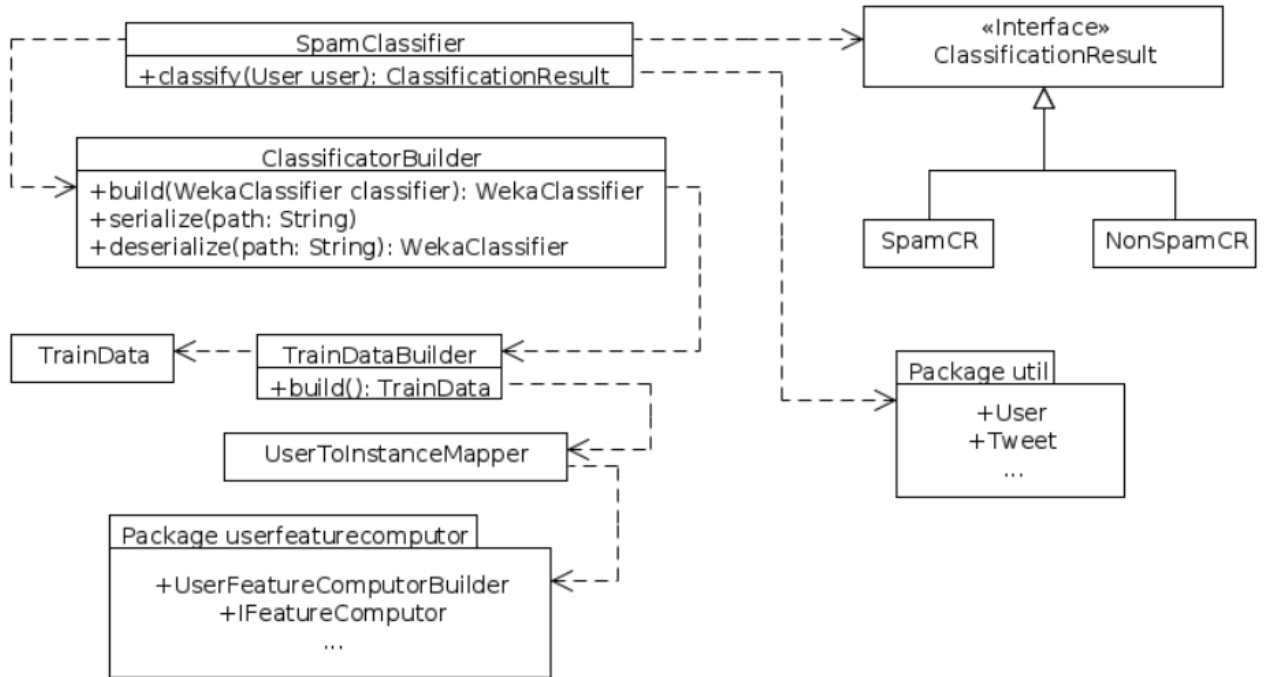 SpamClassifier
+classify(User user): ClassificationResult
«Interface»
ClassificationResult
ClassificatorBuilder
+build(WekaClassifier classifier): WekaClassifier
+serialize(path: String)
+deserialize(path: String): WekaClassifier
SpamCR
NonSpamCR
TrainData
TrainDataBuilder
+build(): TrainData
Package util
+User
+Tweet
...
UserToInstanceMapper
Package userfeaturecomputor
+UserFeatureComputorBuilder
+IFeatureComputor
...